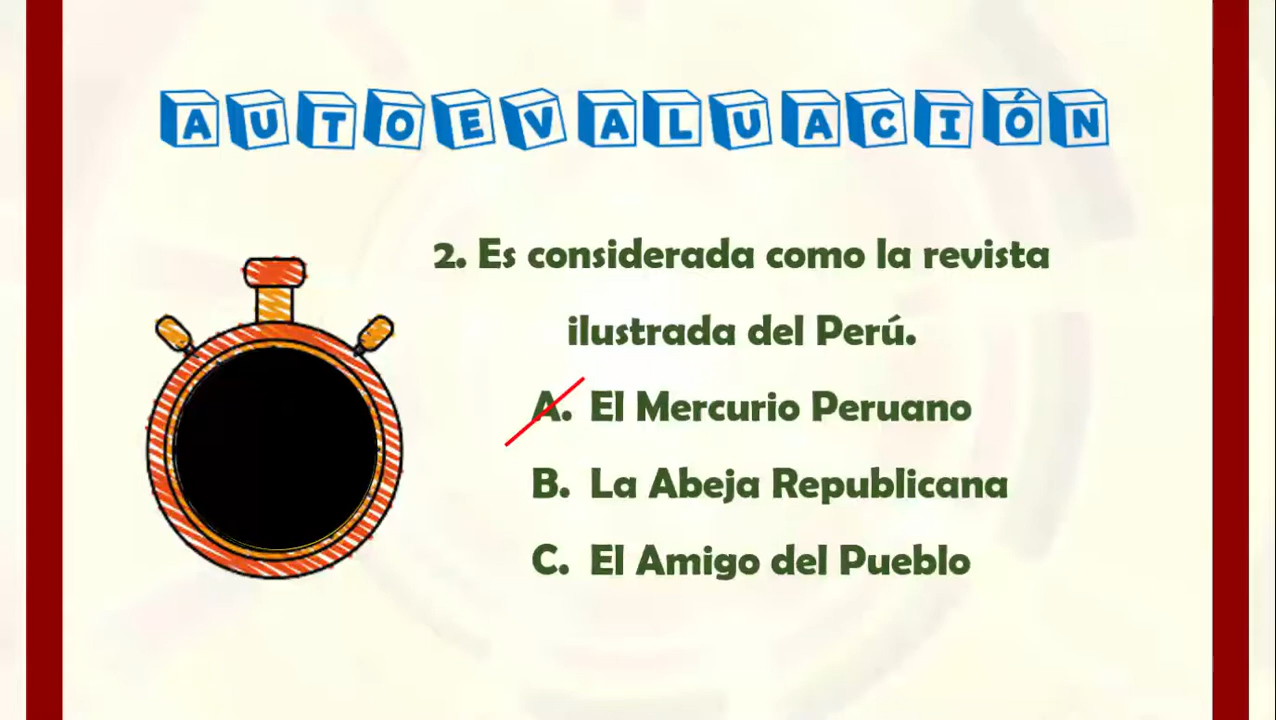 AUTOEVALUACIÓN
2. Es considerada como la revista
ilustrada del Perú.
A. El Mercurio Peruano
B. La Abeja Republicana
C. El Amigo del Pueblo